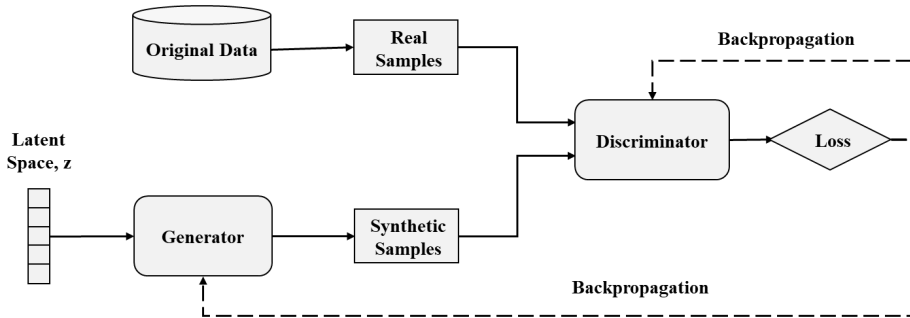 Original Data
Real
Samples
Backpropagation
Latent
Space, z
Discriminator
Loss
Generator
Synthetic
Samples
Backpropagation